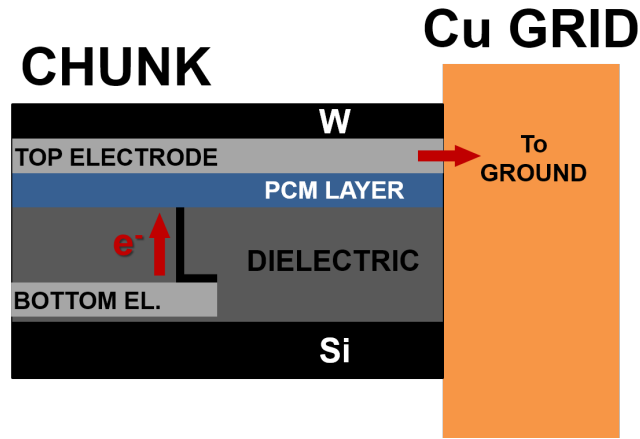 Cu GRID
CHUNK
W
TOP ELECTRODE
To
GROUND
PCM LAYER
e-
DIELECTRIC
BOTTOM EL.
Si